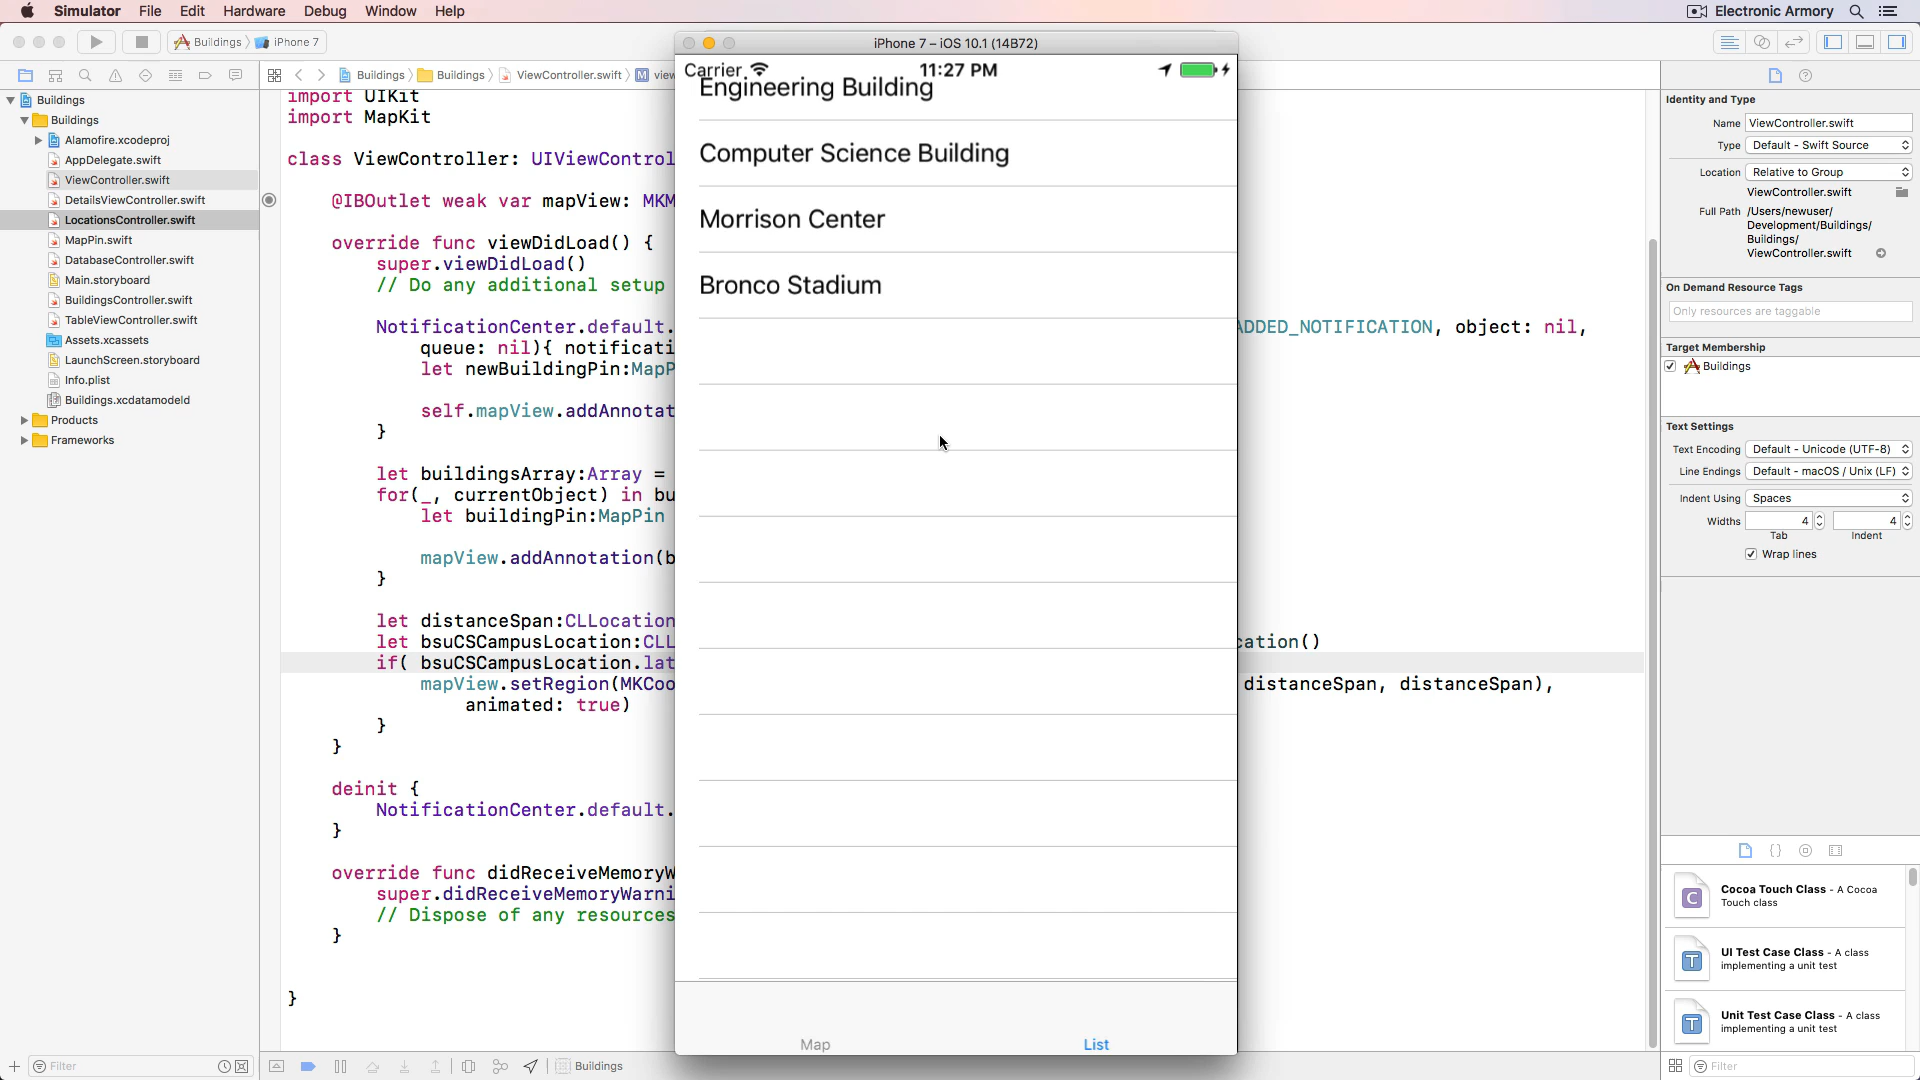 Simulator File Edit Hardware Debug Window Help Electronic Armory
Buildings iPhone 7
iPhone 7 – iOS 10.1 (14B72)
Buildings Buildings ViewController.swift M view
Buildings
Buildings
Alamofire.xcodeproj
AppDelegate.swift
ViewController.swift
DetailsViewController.swift
LocationsController.swift
MapPin.swift
DatabaseController.swift
Main.storyboard
BuildingsController.swift
TableViewController.swift
Assets.xcassets
LaunchScreen.storyboard
Info.plist
Buildings.xcdatamodeld
Products
Frameworks
Filter
import UIKit
import MapKit
class ViewController: UIViewControl
@IBOutlet weak var mapView: MKM
override func viewDidLoad() {
super.viewDidLoad()
// Do any additional setup
NotificationCenter.default. ADDED_NOTIFICATION, object: nil,
queue: nil){ notificati
let newBuildingPin:MapP
self.mapView.addAnnotat
}
let buildingsArray:Array =
for(_, currentObject) in bu
let buildingPin:MapPin
mapView.addAnnotation(b
}
let distanceSpan:CLLocation
let bsuCSCampusLocation:CLL cation()
if( bsuCSCampusLocation.lat
mapView.setRegion(MKCoo distanceSpan, distanceSpan),
animated: true)
}
}
deinit {
NotificationCenter.default.
}
override func didReceiveMemoryW
super.didReceiveMemoryWarni
// Dispose of any resources
}
}
Buildings
Carrier 11:27 PM
Engineering Building
Computer Science Building
Morrison Center
Bronco Stadium
Map List
Identity and Type
Name ViewController.swift
Type Default - Swift Source
Location Relative to Group
ViewController.swift
Full Path /Users/newuser/
Development/Buildings/
Buildings/
ViewController.swift
On Demand Resource Tags
Only resources are taggable
Target Membership
Buildings
Text Settings
Text Encoding Default - Unicode (UTF-8)
Line Endings Default - macOS / Unix (LF)
Indent Using Spaces
Widths 4 4
Tab Indent
Wrap lines
C
Cocoa Touch Class - A Cocoa
Touch class
T
UI Test Case Class - A class
implementing a unit test
T
Unit Test Case Class - A class
implementing a unit test
Filter